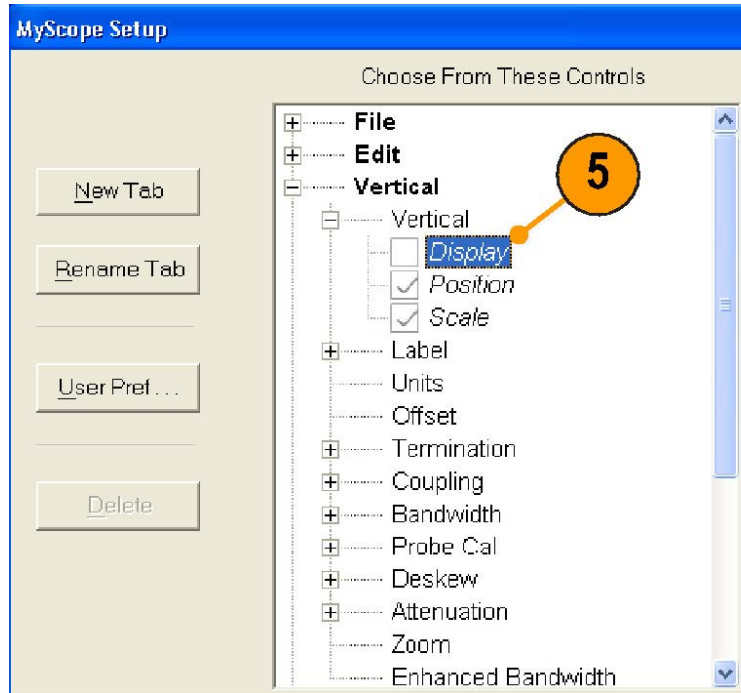 MyScope Setup
Choose From These Controls
File
Edit
5
Vertical
New Tab
Vertical
Display
Rename Tab
Position
Scale
Label
User Pref . . .
Units
Offset
Termination
Coupling
Delete
Bandwidth
Probe Cal
Deskew
Attenuation
Zoom
Enhanced Bandwidth